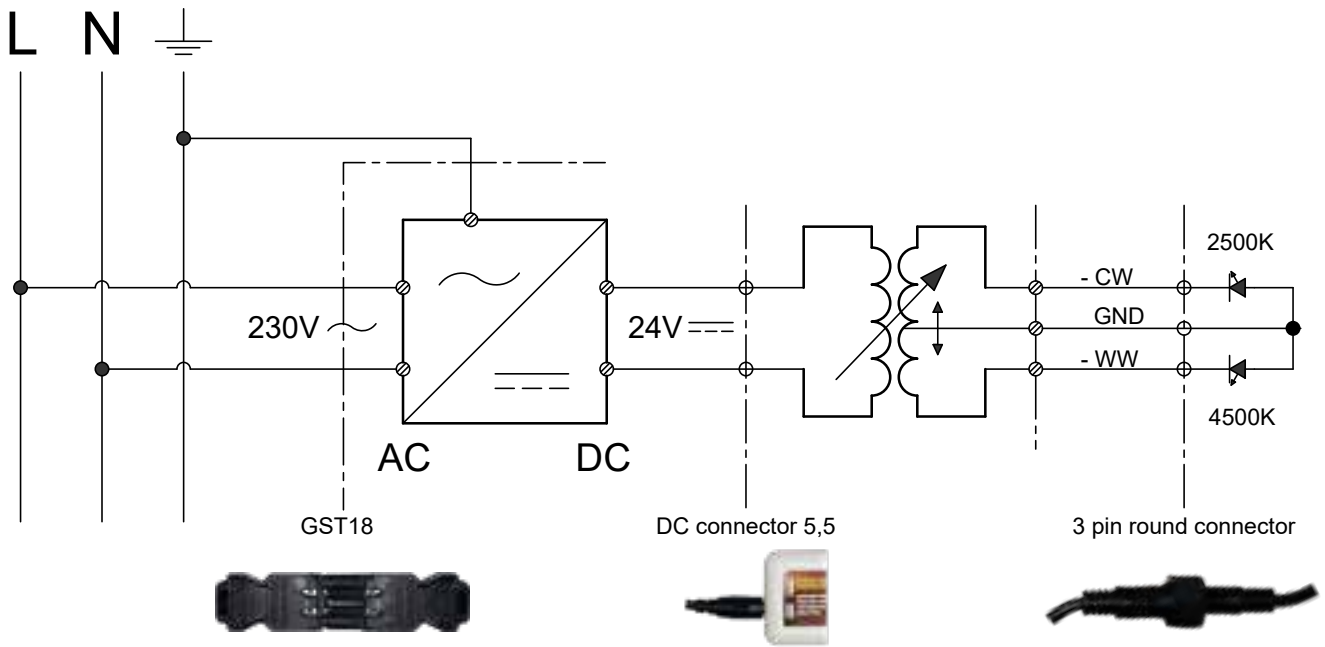 L N
2500K
- CW
GND
230V
24V
- WW
4500K
AC
DC
GST18
DC connector 5,5
3 pin round connector